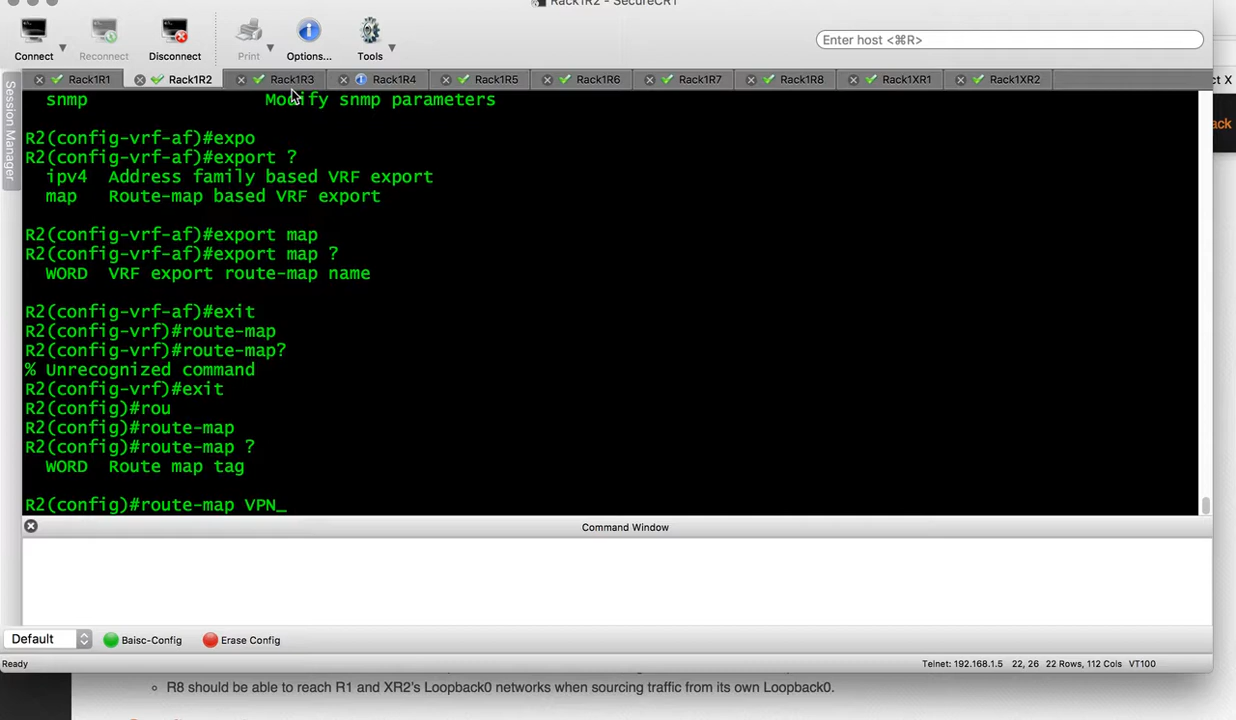 Rack1R2 - SecureCRT
Connect Reconnect Disconnect Print Options... Tools
Enter host <⌘R>
Rack1R1 Rack1R2 Rack1R3 Rack1R4 Rack1R5 Rack1R6 Rack1R7 Rack1R8 Rack1XR1 Rack1XR2
ct X
ack
Session Manager
snmp Modify snmp parameters
R2(config-vrf-af)#expo
R2(config-vrf-af)#export ?
ipv4 Address family based VRF export
map Route-map based VRF export
R2(config-vrf-af)#export map
R2(config-vrf-af)#export map ?
WORD VRF export route-map name
R2(config-vrf-af)#exit
R2(config-vrf)#route-map
R2(config-vrf)#route-map?
% Unrecognized command
R2(config-vrf)#exit
R2(config)#rou
R2(config)#route-map
R2(config)#route-map ?
WORD Route map tag
R2(config)#route-map VPN_
Command Window
Default Baisc-Config Erase Config
Ready Telnet: 192.168.1.5 22, 26 22 Rows, 112 Cols VT100
R8 should be able to reach R1 and XR2's Loopback0 networks when sourcing traffic from its own Loopback0.